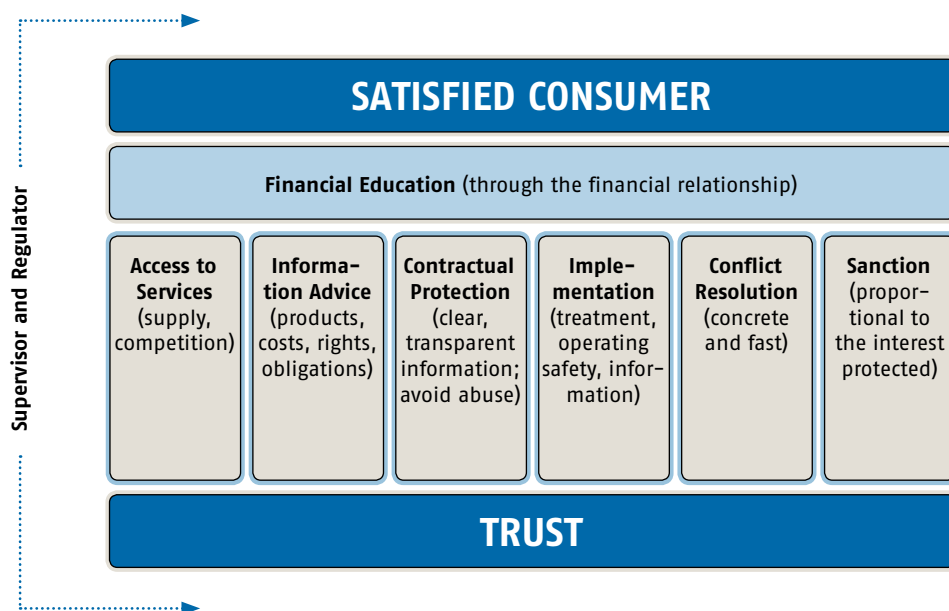 SATISFIED CONSUMER
Financial Education (through the financial relationship)
Supervisor and Regulator
Access to
Services
(supply,
competition)
Informa-
tion Advice
(products,
costs, rights,
obligations)
Contractual
Protection
(clear,
transparent
information;
avoid abuse)
Imple-
mentation
(treatment,
operating
safety, infor-
mation)
Conflict
Resolution
(concrete
and fast)
Sanction
(propor-
tional to
the interest
protected)
TRUST